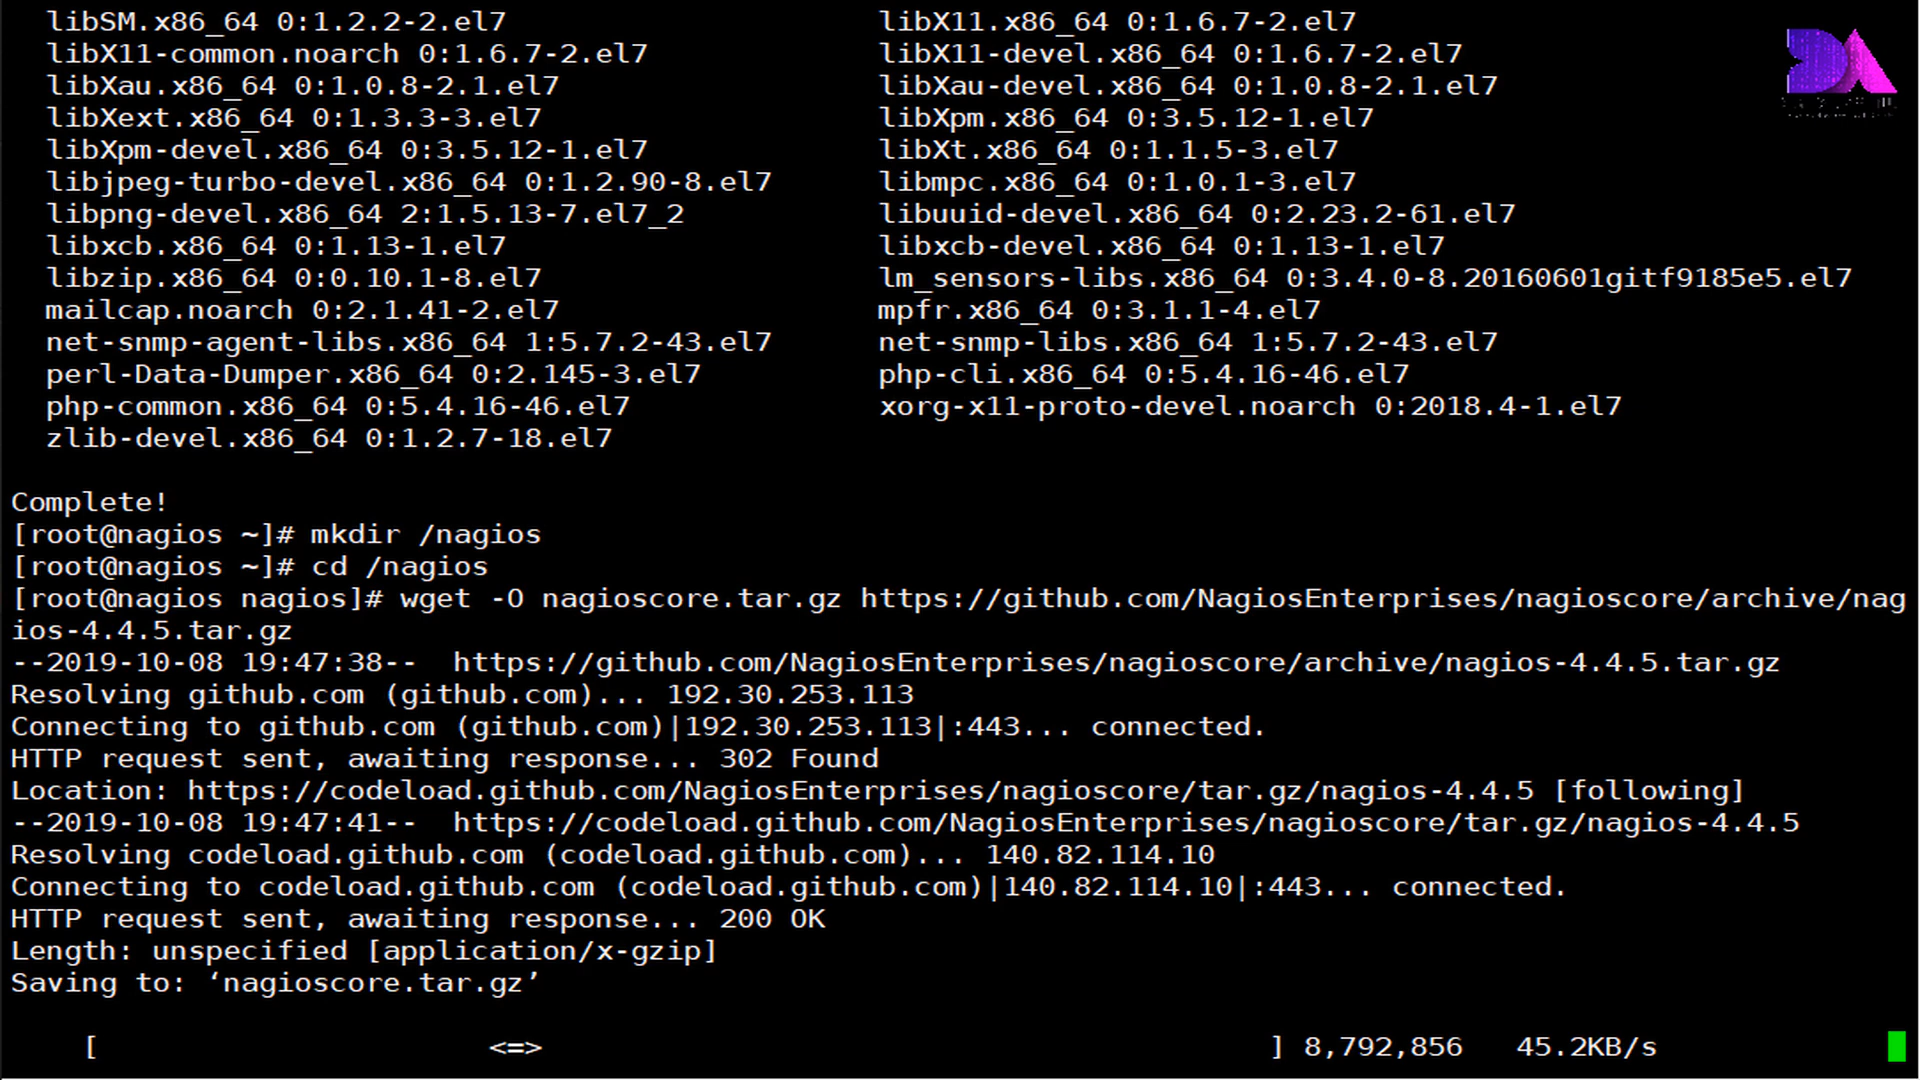 libSM.x86_64 0:1.2.2-2.el7 libX11.x86_64 0:1.6.7-2.el7
libX11-common.noarch 0:1.6.7-2.el7 libX11-devel.x86_64 0:1.6.7-2.el7
libXau.x86_64 0:1.0.8-2.1.el7 libXau-devel.x86_64 0:1.0.8-2.1.el7
libXext.x86_64 0:1.3.3-3.el7 libXpm.x86_64 0:3.5.12-1.el7
libXpm-devel.x86_64 0:3.5.12-1.el7 libXt.x86_64 0:1.1.5-3.el7
libjpeg-turbo-devel.x86_64 0:1.2.90-8.el7 libmpc.x86_64 0:1.0.1-3.el7
libpng-devel.x86_64 2:1.5.13-7.el7_2 libuuid-devel.x86_64 0:2.23.2-61.el7
libxcb.x86_64 0:1.13-1.el7 libxcb-devel.x86_64 0:1.13-1.el7
libzip.x86_64 0:0.10.1-8.el7 lm_sensors-libs.x86_64 0:3.4.0-8.20160601gitf9185e5.el7
mailcap.noarch 0:2.1.41-2.el7 mpfr.x86_64 0:3.1.1-4.el7
net-snmp-agent-libs.x86_64 1:5.7.2-43.el7 net-snmp-libs.x86_64 1:5.7.2-43.el7
perl-Data-Dumper.x86_64 0:2.145-3.el7 php-cli.x86_64 0:5.4.16-46.el7
php-common.x86_64 0:5.4.16-46.el7 xorg-x11-proto-devel.noarch 0:2018.4-1.el7
zlib-devel.x86_64 0:1.2.7-18.el7
Complete!
[root@nagios ~]# mkdir /nagios
[root@nagios ~]# cd /nagios
[root@nagios nagios]# wget -O nagioscore.tar.gz https://github.com/NagiosEnterprises/nagioscore/archive/nag
ios-4.4.5.tar.gz
--2019-10-08 19:47:38-- https://github.com/NagiosEnterprises/nagioscore/archive/nagios-4.4.5.tar.gz
Resolving github.com (github.com)... 192.30.253.113
Connecting to github.com (github.com)|192.30.253.113|:443... connected.
HTTP request sent, awaiting response... 302 Found
Location: https://codeload.github.com/NagiosEnterprises/nagioscore/tar.gz/nagios-4.4.5 [following]
--2019-10-08 19:47:41-- https://codeload.github.com/NagiosEnterprises/nagioscore/tar.gz/nagios-4.4.5
Resolving codeload.github.com (codeload.github.com)... 140.82.114.10
Connecting to codeload.github.com (codeload.github.com)|140.82.114.10|:443... connected.
HTTP request sent, awaiting response... 200 OK
Length: unspecified [application/x-gzip]
Saving to: ‘nagioscore.tar.gz’
[ <=> ] 8,792,856 45.2KB/s